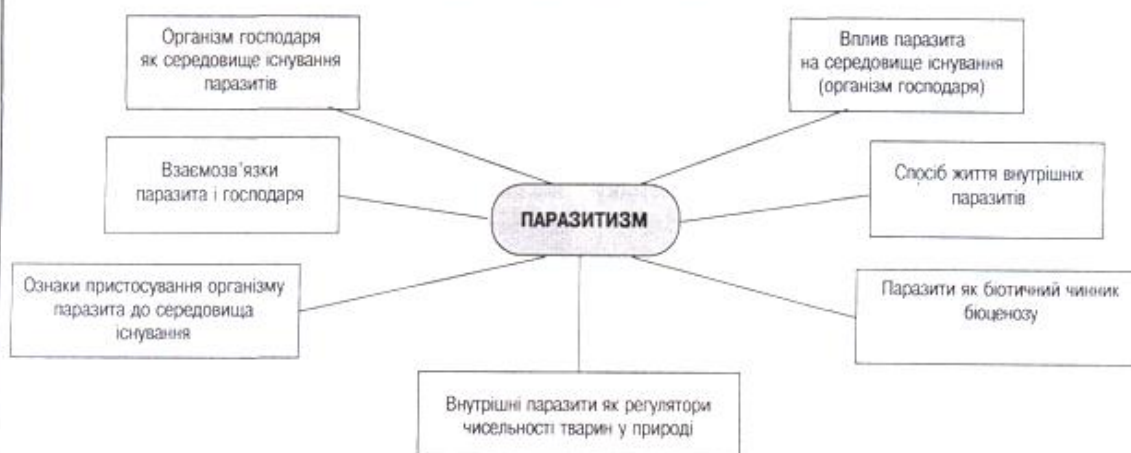 Організм господаря
як середовище існування
паразитів
Вплив паразита
на середовище існування
(організм господаря)
Взаємозв'язки
паразита і господаря
Спосіб життя внутрішніх
паразитів
ПАРАЗИТИЗМ
Ознаки пристосування організму
паразита до середовища
існування
Паразити як біотичний чинник
біоценозу
Внутрішні паразити як регулятори
чисельності тварин у природі